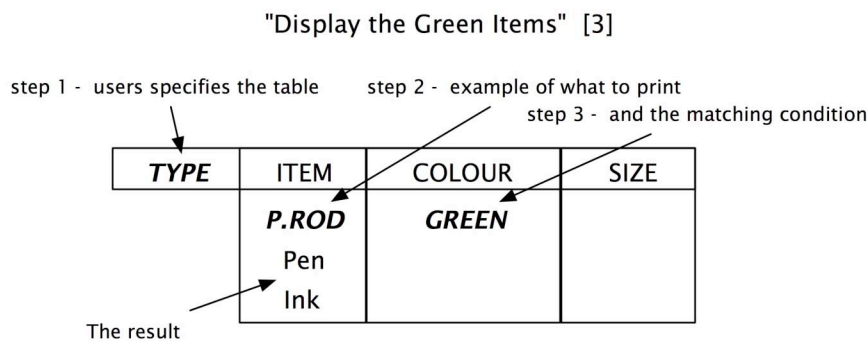 "Display the Green Items" [3]
step 1 - users specifies the table
step 2 - example of what to print
step 3 - and the matching condition
TYPE ITEM COLOUR SIZE
P.ROD GREEN
Pen
Ink
The result